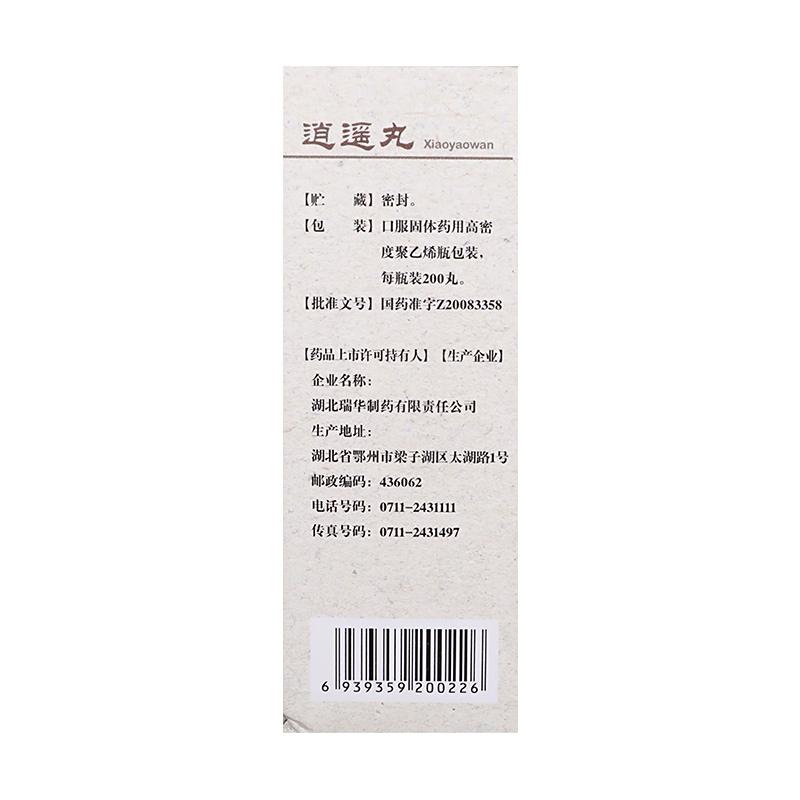 逍遥丸 Xiaoyaowan
【贮　藏】密封。
【包　装】口服固体药用高密
度聚乙烯瓶包装，
每瓶装200丸。
【批准文号】国药准字Z20083358
【药品上市许可持有人】【生产企业】
企业名称：
湖北瑞华制药有限责任公司
生产地址：
湖北省鄂州市梁子湖区太湖路1号
邮政编码：436062
电话号码：0711-2431111
传真号码：0711-2431497
6 939359 200226